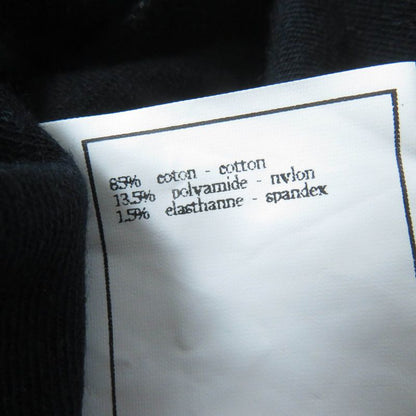 85% coton - cotton
13.5% polyamide - nylon
1.5% elasthanne - spandex